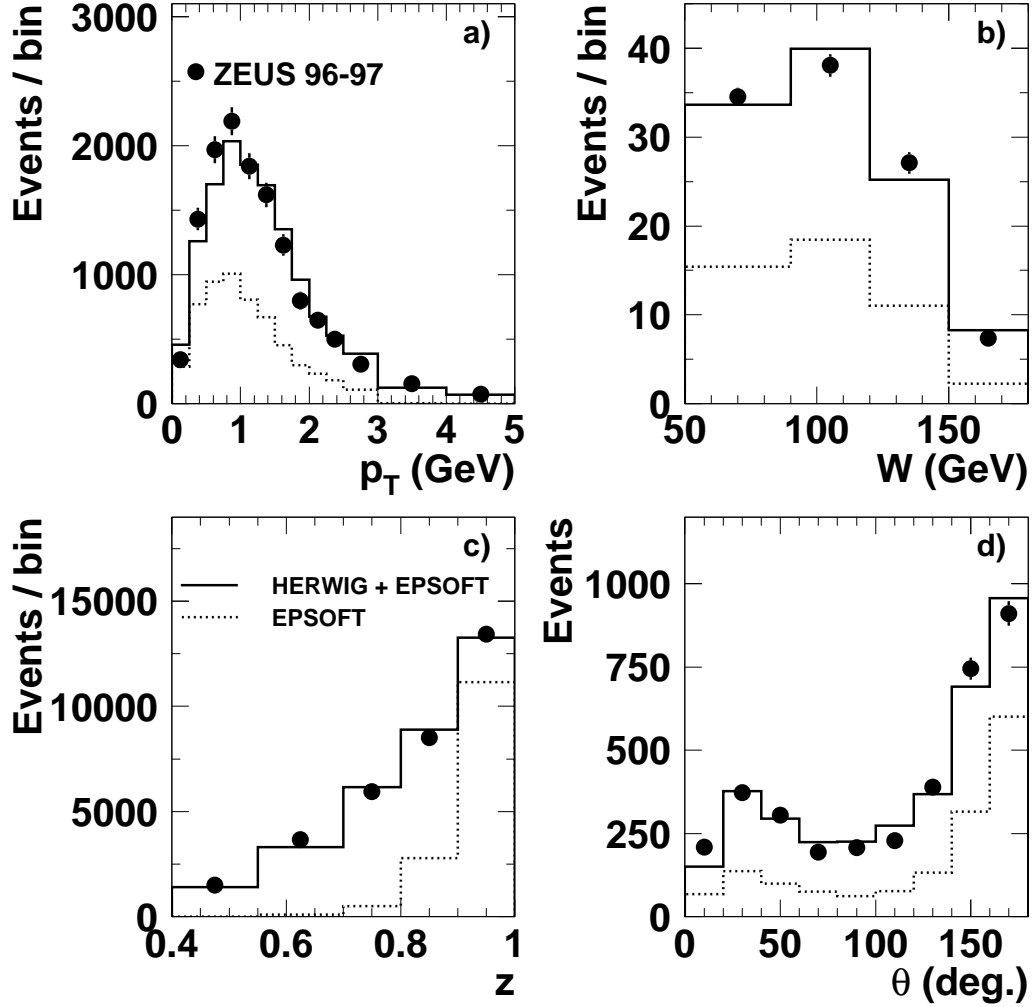 Events / bin
3000
2000
1000
0
a)
ZEUS 96-97
0 1 2 3 4 5
p_T (GeV)
Events / bin
40
30
20
10
0
b)
50 100 150
W (GeV)
Events / bin
15000
10000
5000
0
c)
HERWIG + EPSOFT
EPSOFT
0.4 0.6 0.8 1
z
Events
1000
750
500
250
0
d)
0 50 100 150
θ (deg.)